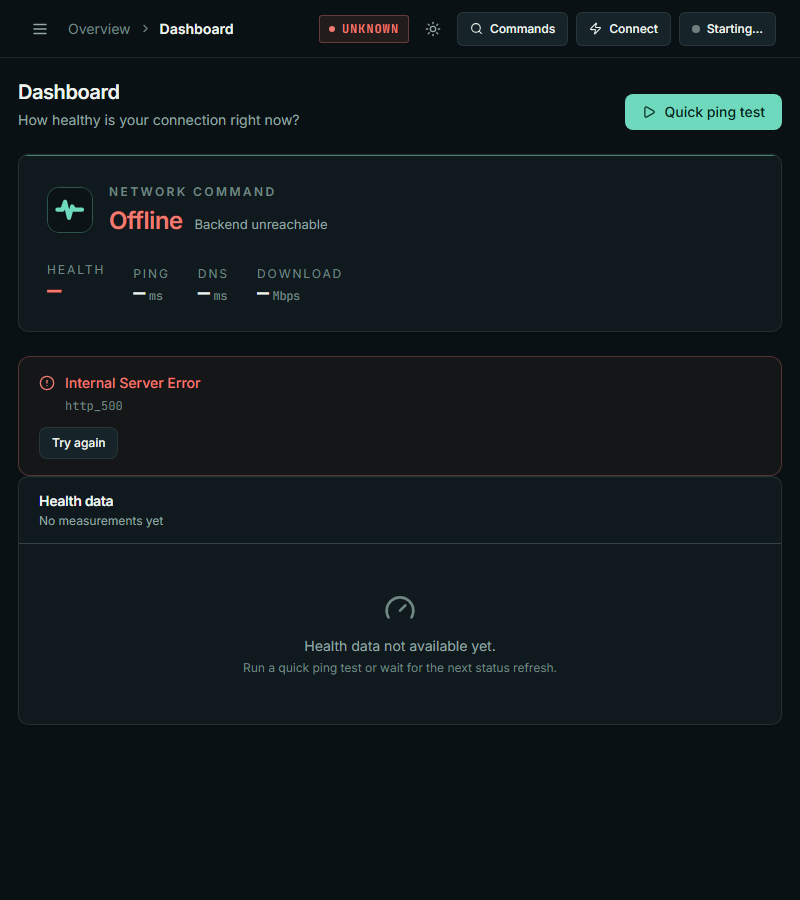 Overview > Dashboard
UNKNOWN
Commands
Connect
Starting...
Dashboard
How healthy is your connection right now?
Quick ping test
NETWORK COMMAND
Offline Backend unreachable
HEALTH PING DNS DOWNLOAD
— — ms — ms — Mbps
Internal Server Error
http_500
Try again
Health data
No measurements yet
Health data not available yet.
Run a quick ping test or wait for the next status refresh.